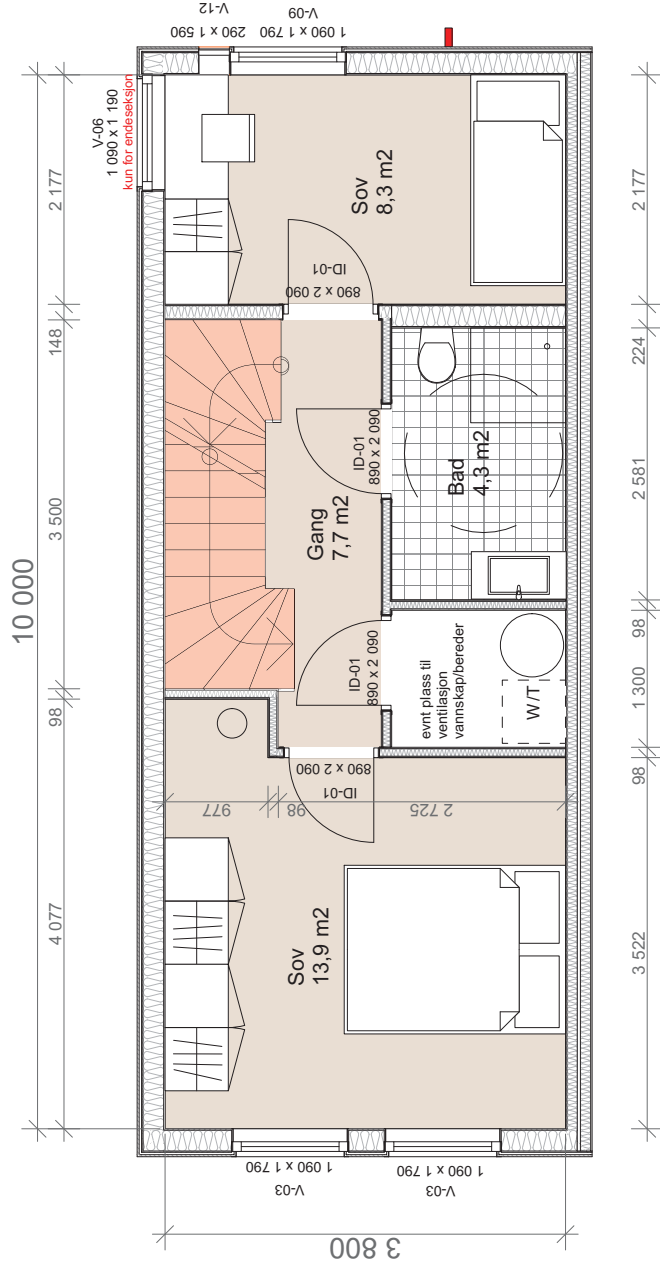 V-12
290 x 1 590
V-09
1 090 x 1 790
V-06
1 090 x 1 190
kun for endeseksjon
10 000
2 177
148
3 500
98
4 077
2 177
224
2 581
98
1 300
98
3 522
Sov
8,3 m2
ID-01
890 x 2 090
Gang
7,7 m2
ID-01
890 x 2 090
Bad
4,3 m2
ID-01
890 x 2 090
evnt plass til
ventilasjon
vannskap/bereder
W/T
890 x 2 090
ID-01
977
98
2 725
Sov
13,9 m2
1 090 x 1 790
V-03
1 090 x 1 790
V-03
3 800